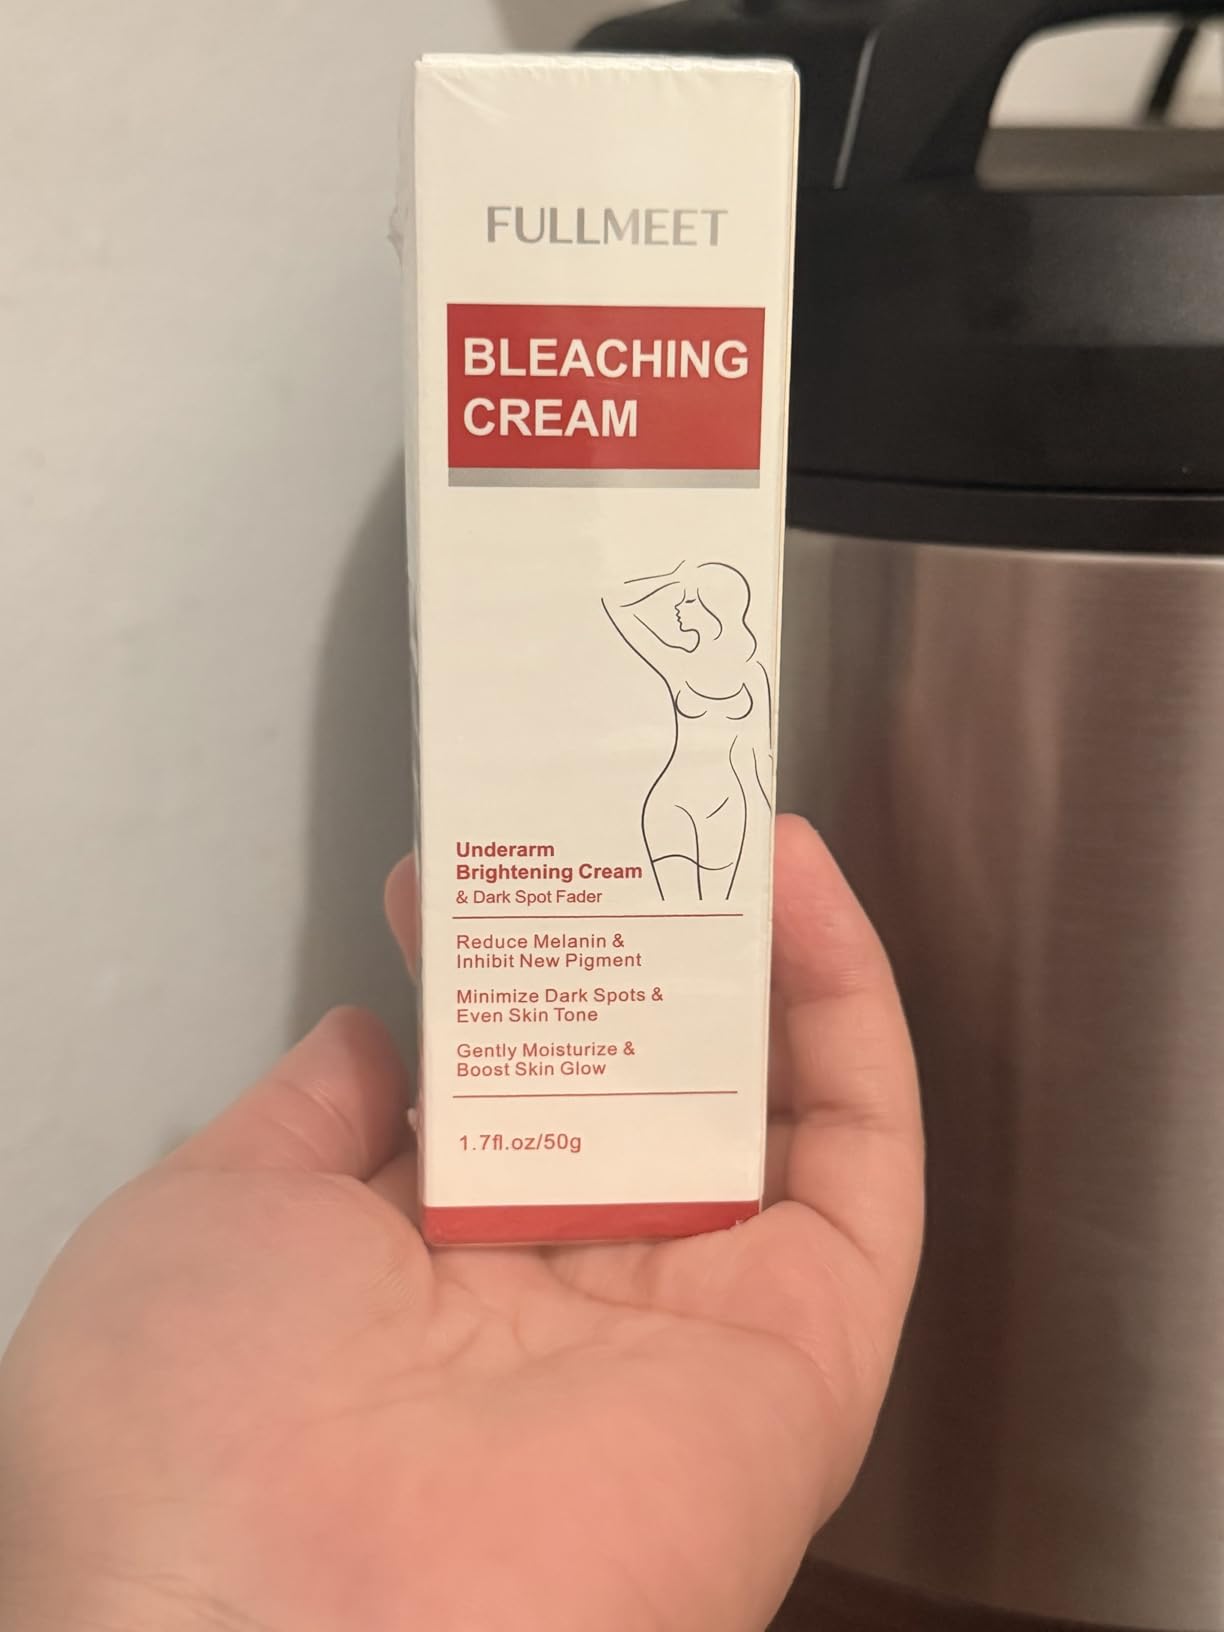 FULLMEET
BLEACHING
CREAM
Underarm
Brightening Cream
& Dark Spot Fader
Reduce Melanin &
Inhibit New Pigment
Minimize Dark Spots &
Even Skin Tone
Gently Moisturize &
Boost Skin Glow
1.7fl.oz/50g